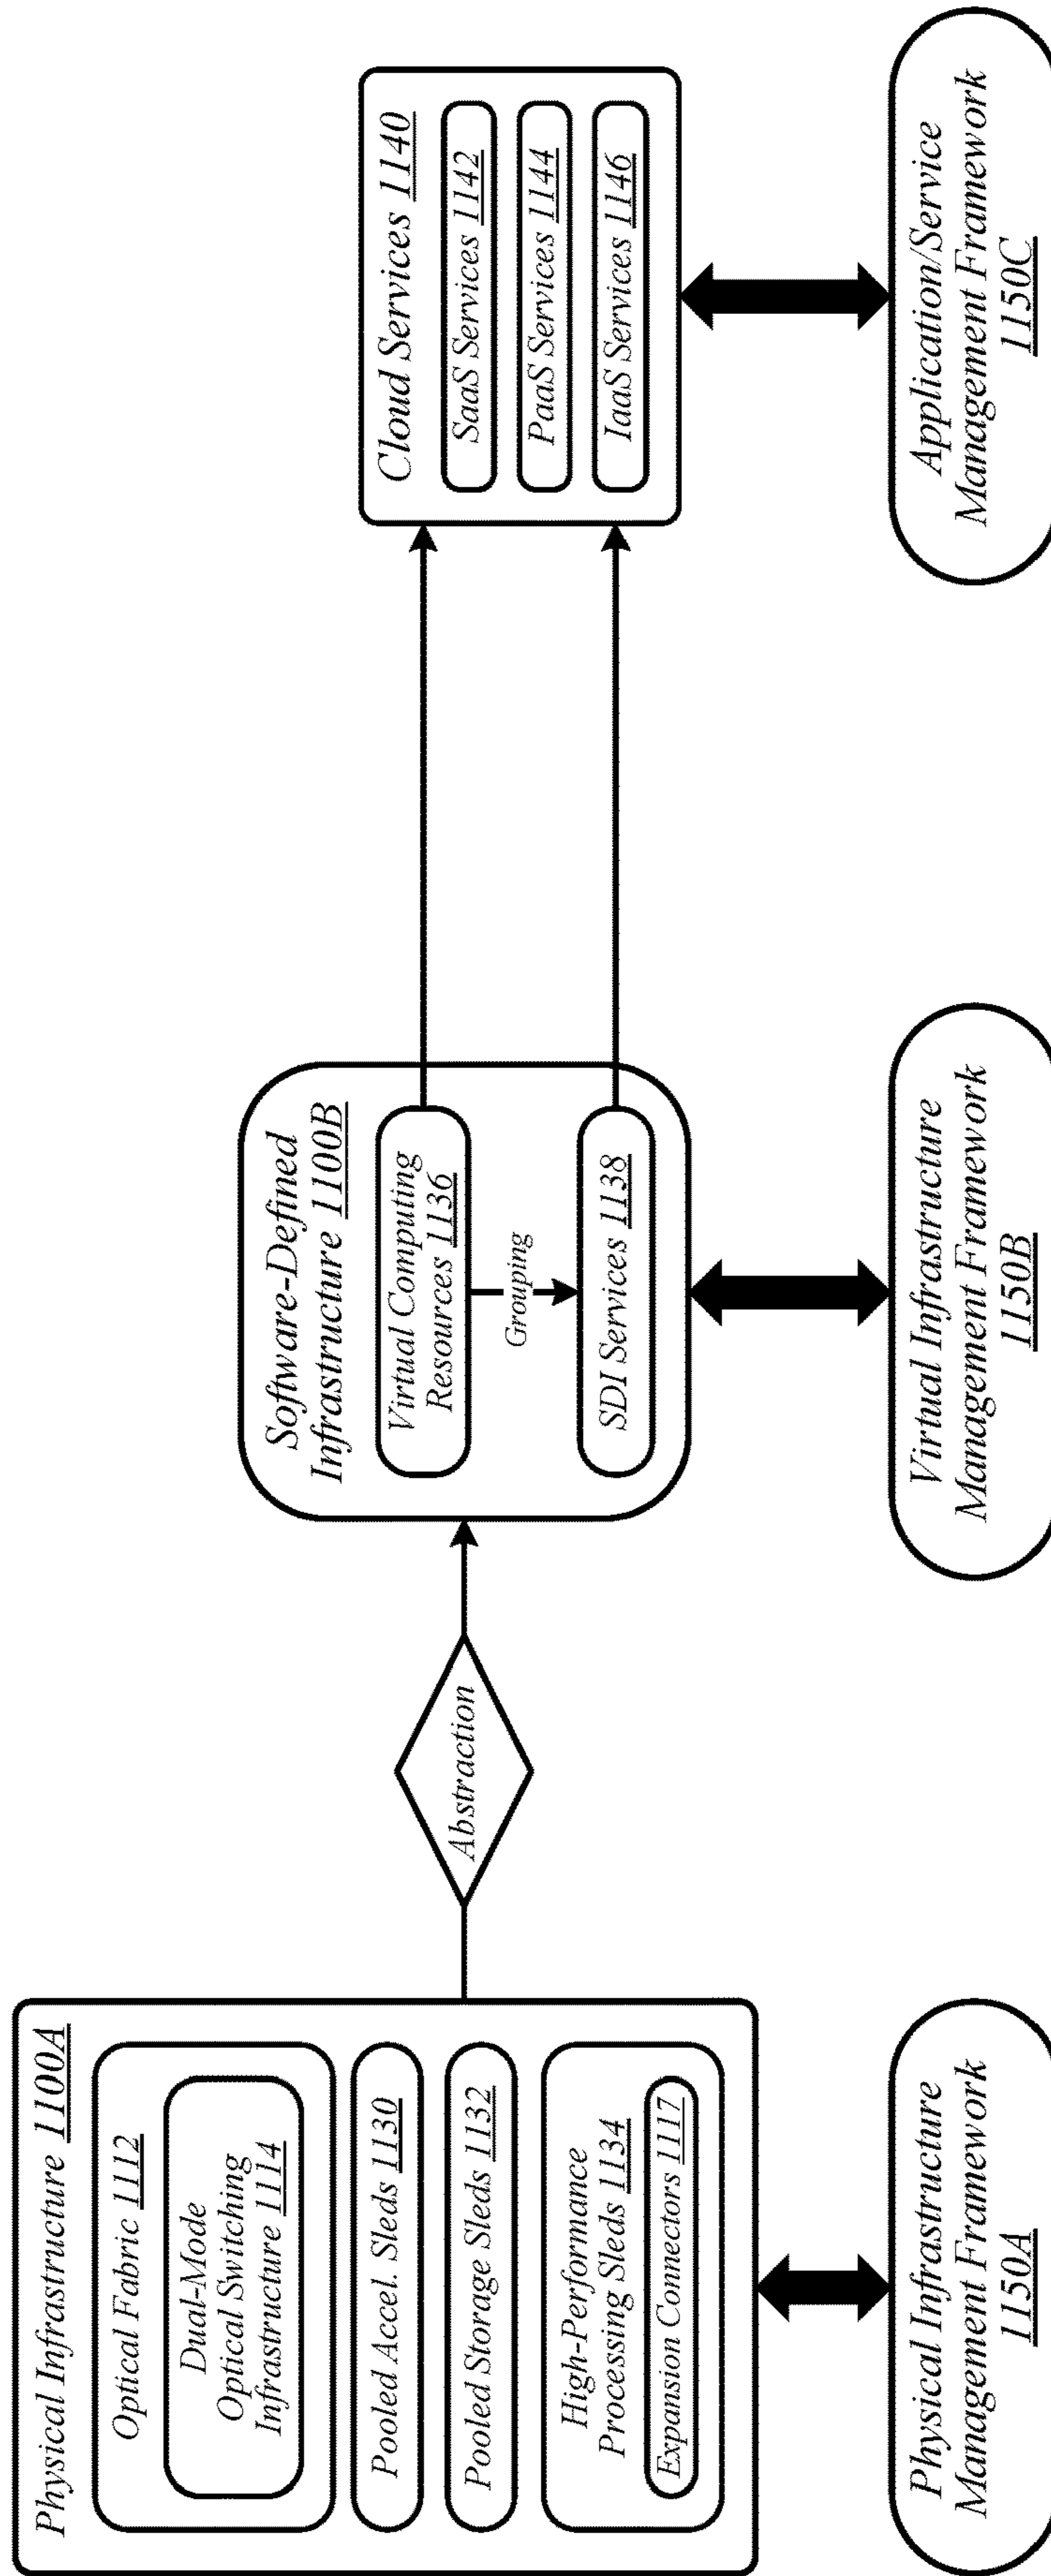 Physical Infrastructure 1100A
Optical Fabric 1112
Dual-Mode
Optical Switching
Infrastructure 1114
Pooled Accel. Sleds 1130
Pooled Storage Sleds 1132
High-Performance
Processing Sleds 1134
Expansion Connectors 1117
Physical Infrastructure
Management Framework
1150A
Abstraction
Software-Defined
Infrastructure 1100B
Virtual Computing
Resources 1136
Grouping
SDI Services 1138
Virtual Infrastructure
Management Framework
1150B
Cloud Services 1140
SaaS Services 1142
PaaS Services 1144
IaaS Services 1146
Application/Service
Management Framework
1150C